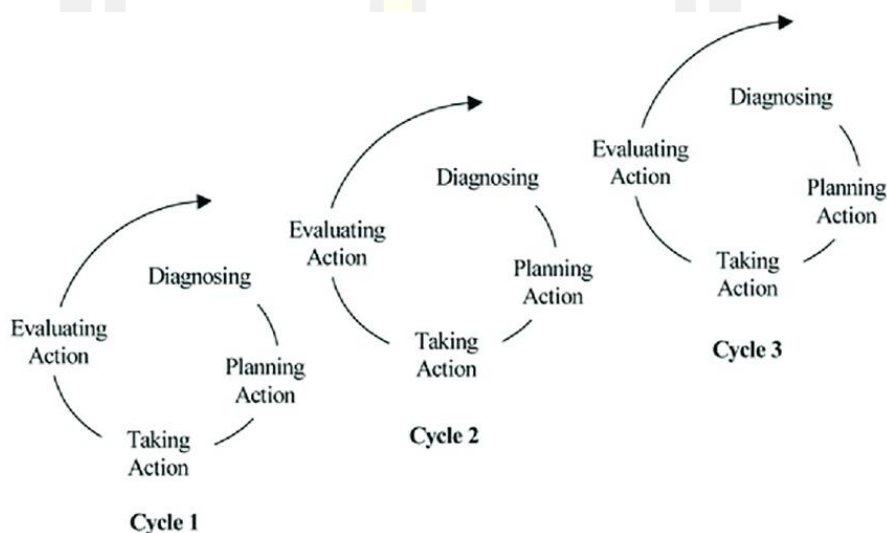 Diagnosing
Planning
Action
Taking
Action
Evaluating
Action
Cycle 1
Diagnosing
Planning
Action
Taking
Action
Evaluating
Action
Cycle 2
Diagnosing
Planning
Action
Taking
Action
Evaluating
Action
Cycle 3